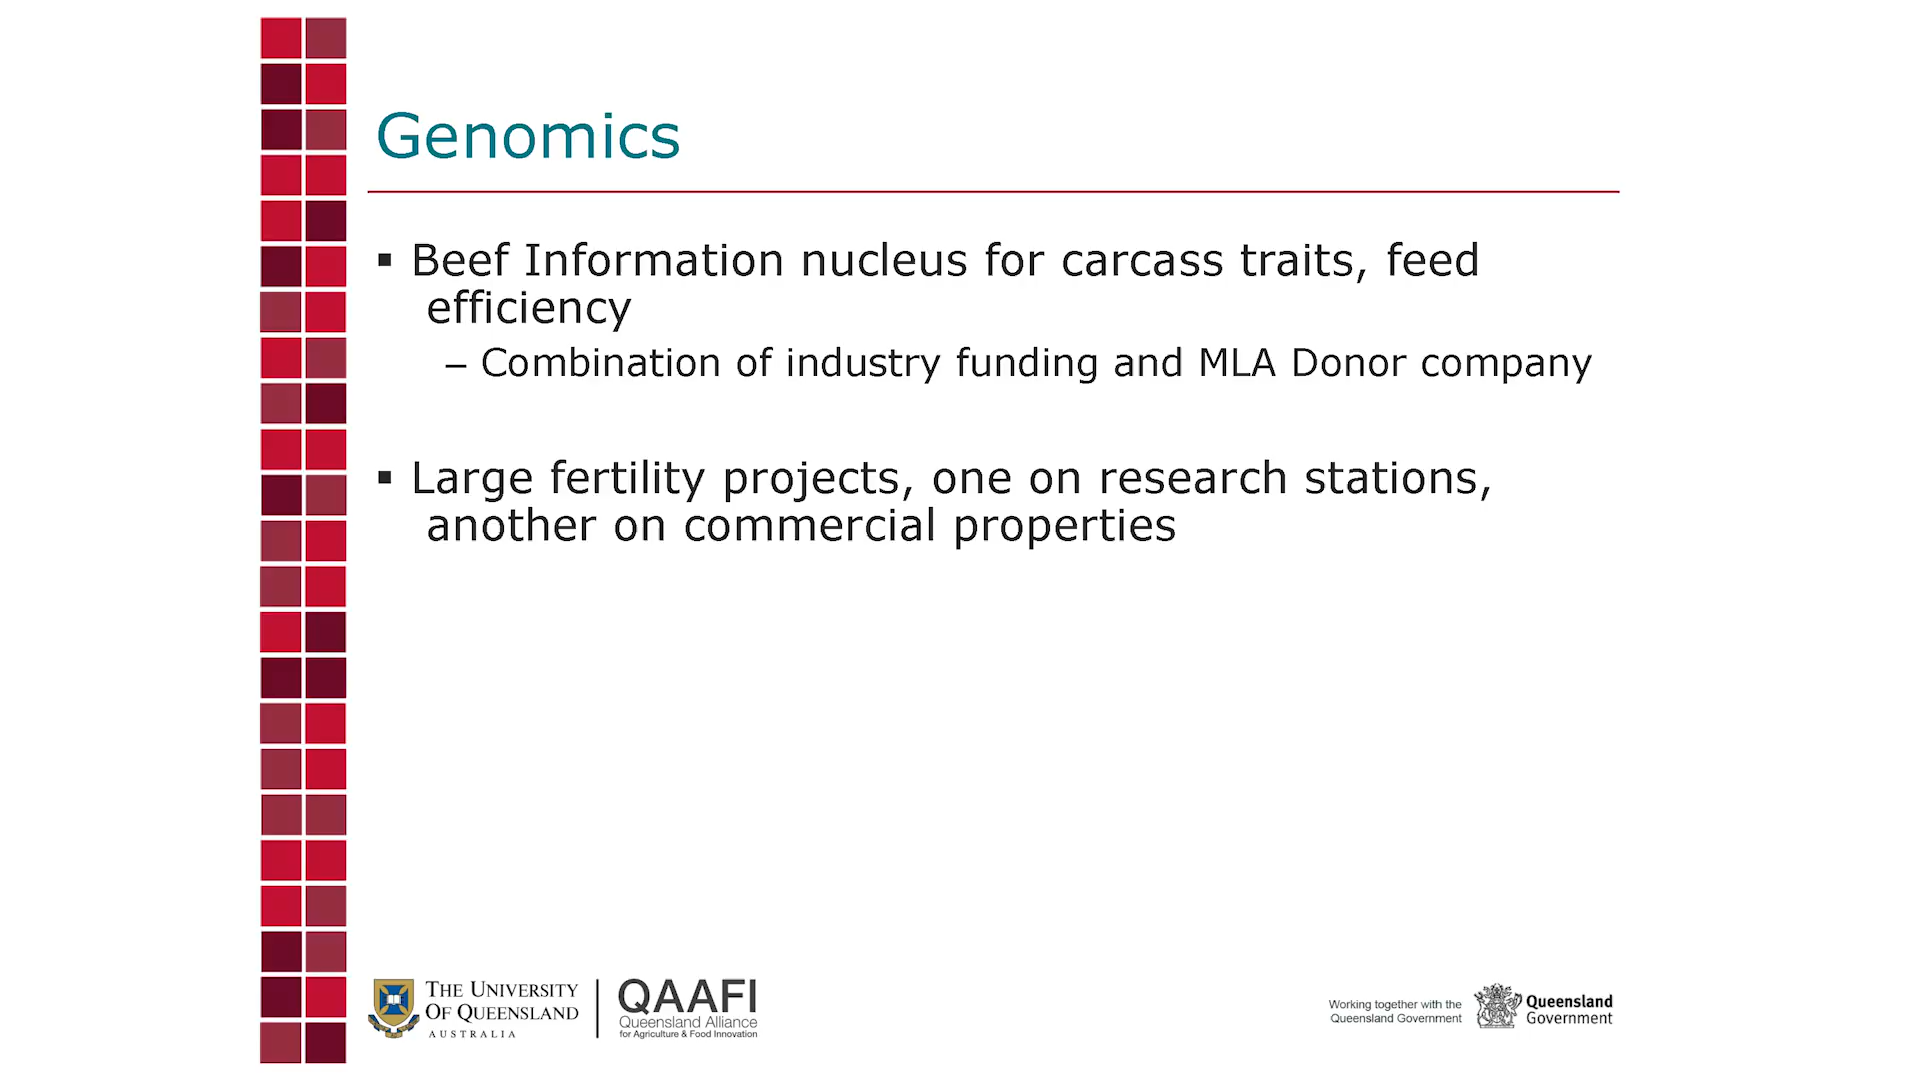 Genomics
▪ Beef Information nucleus for carcass traits, feed
efficiency
– Combination of industry funding and MLA Donor company
▪ Large fertility projects, one on research stations,
another on commercial properties
THE UNIVERSITY
OF QUEENSLAND
AUSTRALIA
QAAFI
Queensland Alliance
for Agriculture & Food Innovation
Working together with the
Queensland Government
Queensland
Government